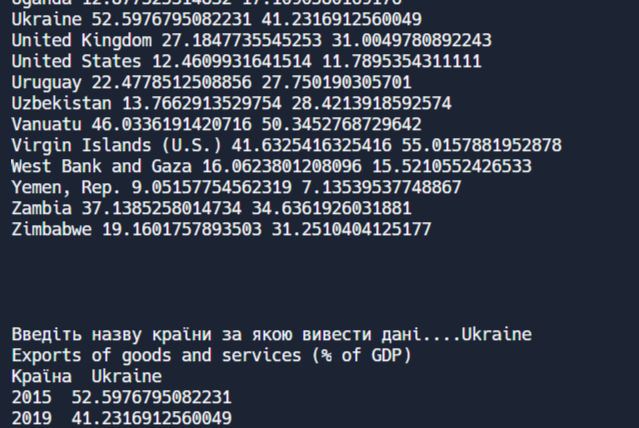 Ukraine 52.5976795082231 41.2316912560049
United Kingdom 27.1847735545253 31.0049780892243
United States 12.4609931641514 11.7895354311111
Uruguay 22.4778512508856 27.750190305701
Uzbekistan 13.7662913529754 28.4213918592574
Vanuatu 46.0336191420716 50.3452768729642
Virgin Islands (U.S.) 41.6325416325416 55.0157881952878
West Bank and Gaza 16.0623801208096 15.5210552426533
Yemen, Rep. 9.05157754562319 7.13539537748867
Zambia 37.1385258014734 34.6361926031881
Zimbabwe 19.1601757893503 31.2510404125177
Введіть назву країни за якою вивести дані....Ukraine
Exports of goods and services (% of GDP)
Країна  Ukraine
2015  52.5976795082231
2019  41.2316912560049